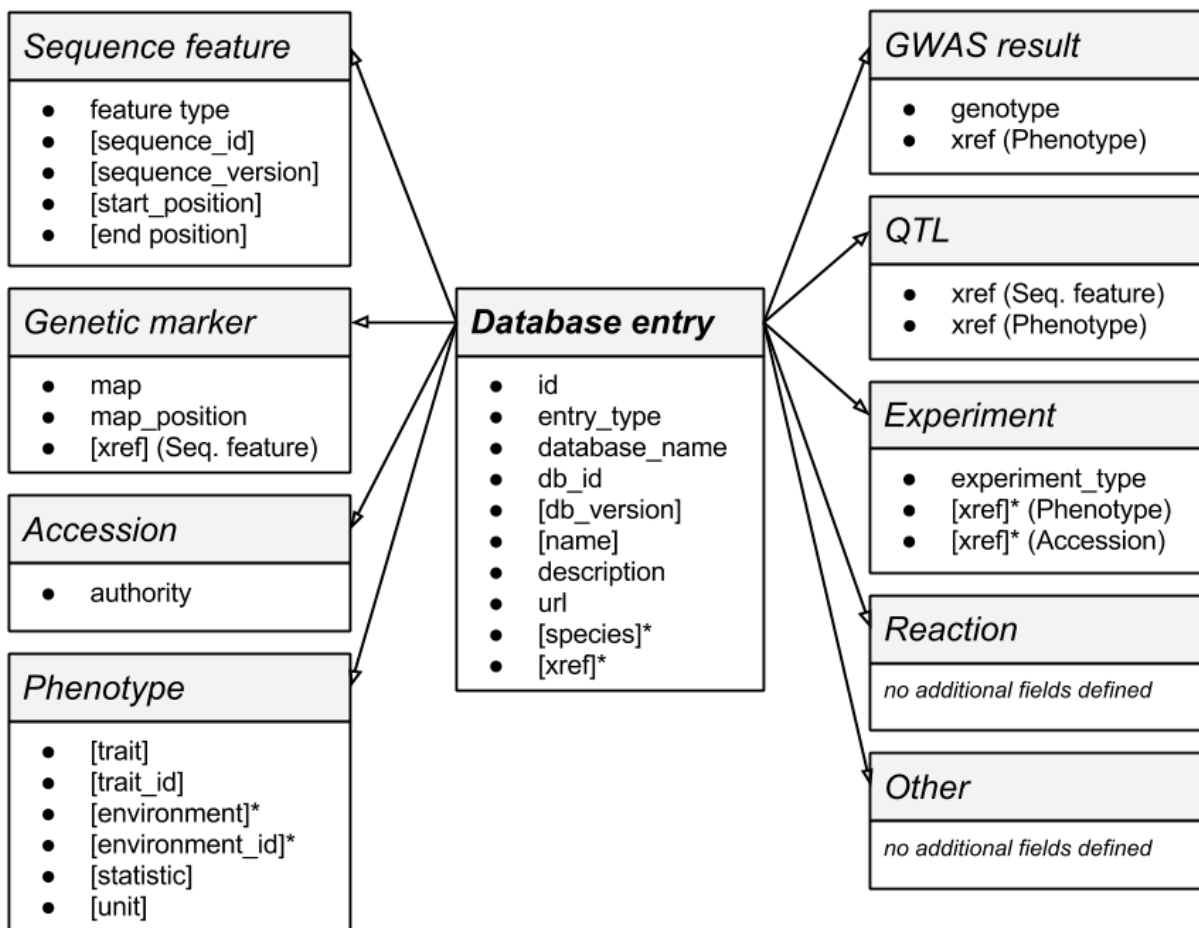 Sequence feature
● feature type
● [sequence_id]
● [sequence_version]
● [start_position]
● [end position]
Genetic marker
● map
● map_position
● [xref] (Seq. feature)
Accession
● authority
Phenotype
● [trait]
● [trait_id]
● [environment]*
● [environment_id]*
● [statistic]
● [unit]
Database entry
● id
● entry_type
● database_name
● db_id
● [db_version]
● [name]
● description
● url
● [species]*
● [xref]*
GWAS result
● genotype
● xref (Phenotype)
QTL
● xref (Seq. feature)
● xref (Phenotype)
Experiment
● experiment_type
● [xref]* (Phenotype)
● [xref]* (Accession)
Reaction
no additional fields defined
Other
no additional fields defined